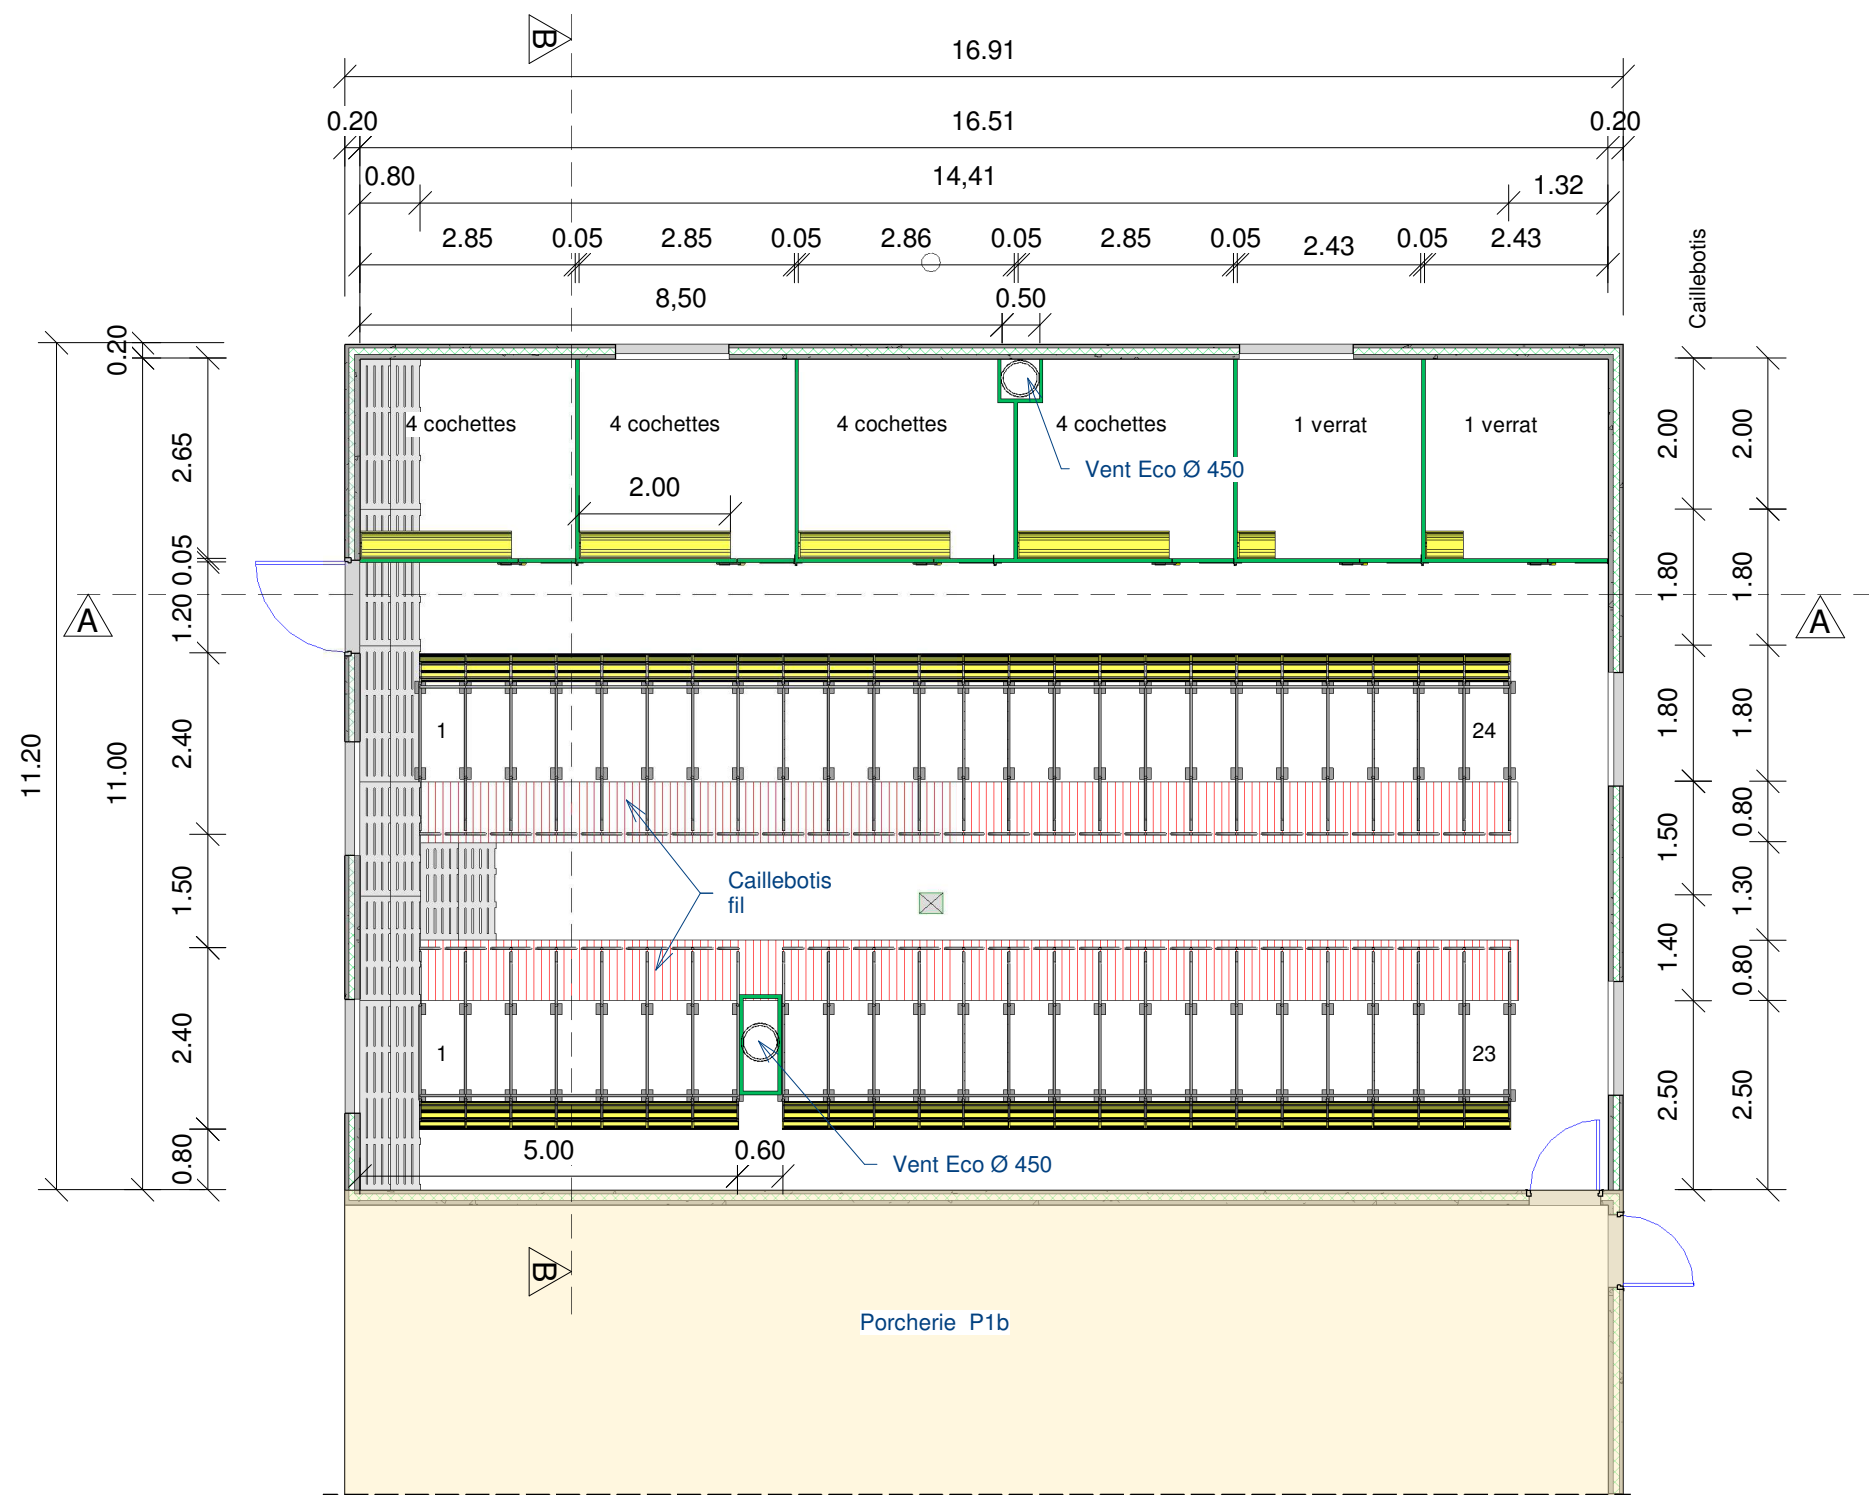 B
16.91
0.20 16.51 0.20
0.80 14,41 1.32
2.85 0.05 2.85 0.05 2.86 0.05 2.85 0.05 2.43 0.05 2.43
8,50 0.50
Caillebotis
0.20
11.20
11.00
2.65
0.05
1.20
2.40
1.50
2.40
0.80
4 cochettes 4 cochettes 4 cochettes 4 cochettes 1 verrat 1 verrat
Vent Eco Ø 450
2.00
A A
1 24
Caillebotis
fil
1 23
5.00 0.60
Vent Eco Ø 450
2.00
1.80
1.80
1.50
1.40
2.50
2.00
1.80
1.80
0.80
1.30
0.80
2.50
B
Porcherie P1b